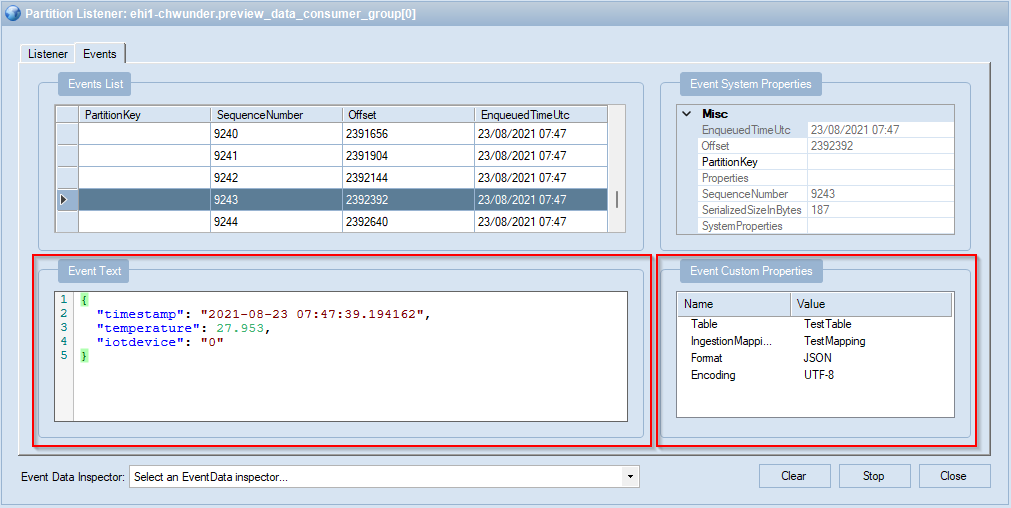 Partition Listener: ehi1-chwunder.preview_data_consumer_group[0]
Listener Events
Events List
PartitionKey SequenceNumber Offset EnqueuedTimeUtc
9240 2391656 23/08/2021 07:47
9241 2391904 23/08/2021 07:47
9242 2392144 23/08/2021 07:47
9243 2392392 23/08/2021 07:47
9244 2392640 23/08/2021 07:47
Event System Properties
Misc
EnqueuedTimeUtc 23/08/2021 07:47
Offset 2392392
PartitionKey
Properties
SequenceNumber 9243
SerializedSizeInBytes 187
SystemProperties
Event Text
1 {
2 "timestamp": "2021-08-23 07:47:39.194162",
3 "temperature": 27.953,
4 "iotdevice": "0"
5 }
Event Custom Properties
Name Value
Table TestTable
IngestionMappi... TestMapping
Format JSON
Encoding UTF-8
Event Data Inspector: Select an EventData inspector... Clear Stop Close